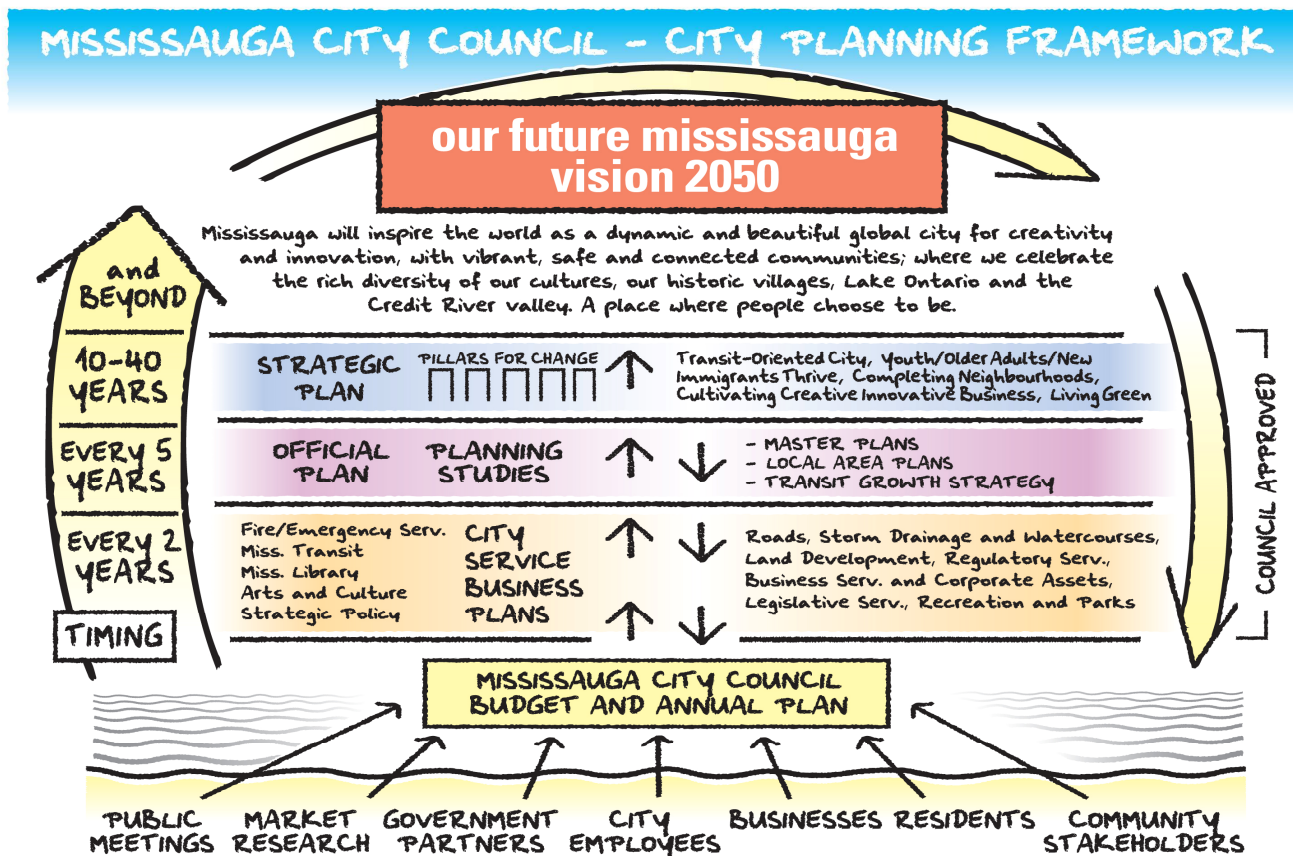 MISSISSAUGA CITY COUNCIL - CITY PLANNING FRAMEWORK
our future mississauga
vision 2050
Mississauga will inspire the world as a dynamic and beautiful global city for creativity
and innovation, with vibrant, safe and connected communities; where we celebrate
the rich diversity of our cultures, our historic villages, Lake Ontario and the
Credit River valley. A place where people choose to be.
and
BEYOND
10-40
YEARS
STRATEGIC
PLAN
PILLARS FOR CHANGE
Transit-Oriented City, Youth/Older Adults/New
Immigrants Thrive, Completing Neighbourhoods,
Cultivating Creative Innovative Business, Living Green
EVERY 5
YEARS
OFFICIAL
PLAN
PLANNING
STUDIES
- MASTER PLANS
- LOCAL AREA PLANS
- TRANSIT GROWTH STRATEGY
EVERY 2
YEARS
Fire/Emergency Serv.
Miss. Transit
Miss. Library
Arts and Culture
Strategic Policy
CITY
SERVICE
BUSINESS
PLANS
Roads, Storm Drainage and Watercourses,
Land Development, Regulatory Serv.,
Business Serv. and Corporate Assets,
Legislative Serv., Recreation and Parks
TIMING
COUNCIL APPROVED
MISSISSAUGA CITY COUNCIL
BUDGET AND ANNUAL PLAN
PUBLIC
MEETINGS
MARKET
RESEARCH
GOVERNMENT
PARTNERS
CITY
EMPLOYEES
BUSINESSES
RESIDENTS
COMMUNITY
STAKEHOLDERS